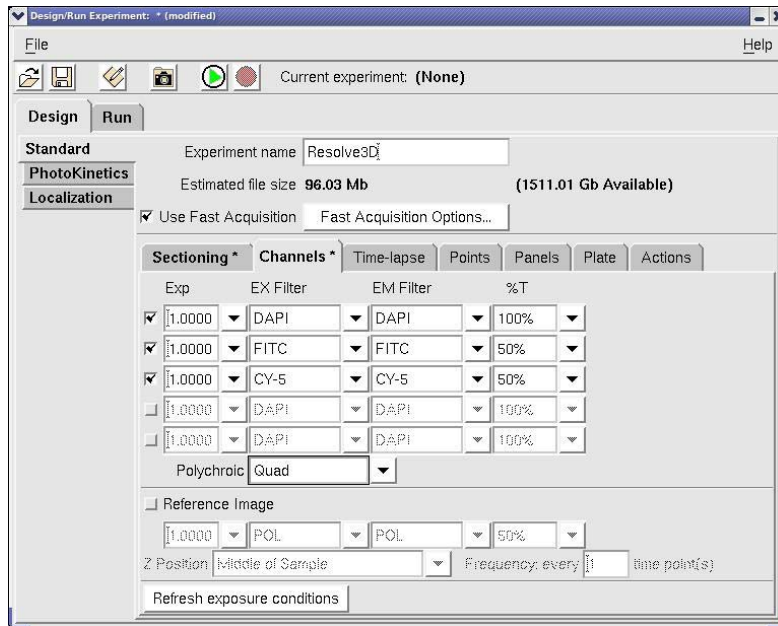 Design/Run Experiment: * (modified)
File Help
Current experiment: (None)
Design Run
Standard
PhotoKinetics
Localization
Experiment name Resolve3D
Estimated file size 96.03 Mb (1511.01 Gb Available)
Use Fast Acquisition Fast Acquisition Options...
Sectioning * Channels * Time-lapse Points Panels Plate Actions
Exp EX Filter EM Filter %T
1.0000 DAPI DAPI 100%
1.0000 FITC FITC 50%
1.0000 CY-5 CY-5 50%
1.0000 DAPI DAPI 100%
1.0000 DAPI DAPI 100%
Polychroic Quad
Reference Image
1.0000 POL POL 50%
Z Position Middle of Sample Frequency: every 1 time point(s)
Refresh exposure conditions